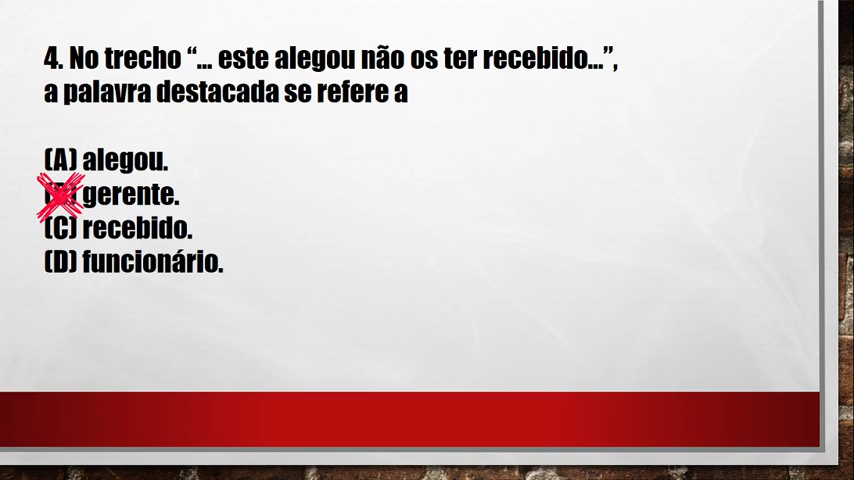 4. No trecho “... este alegou não os ter recebido...”,
a palavra destacada se refere a
(A) alegou.
gerente.
(C) recebido.
(D) funcionário.